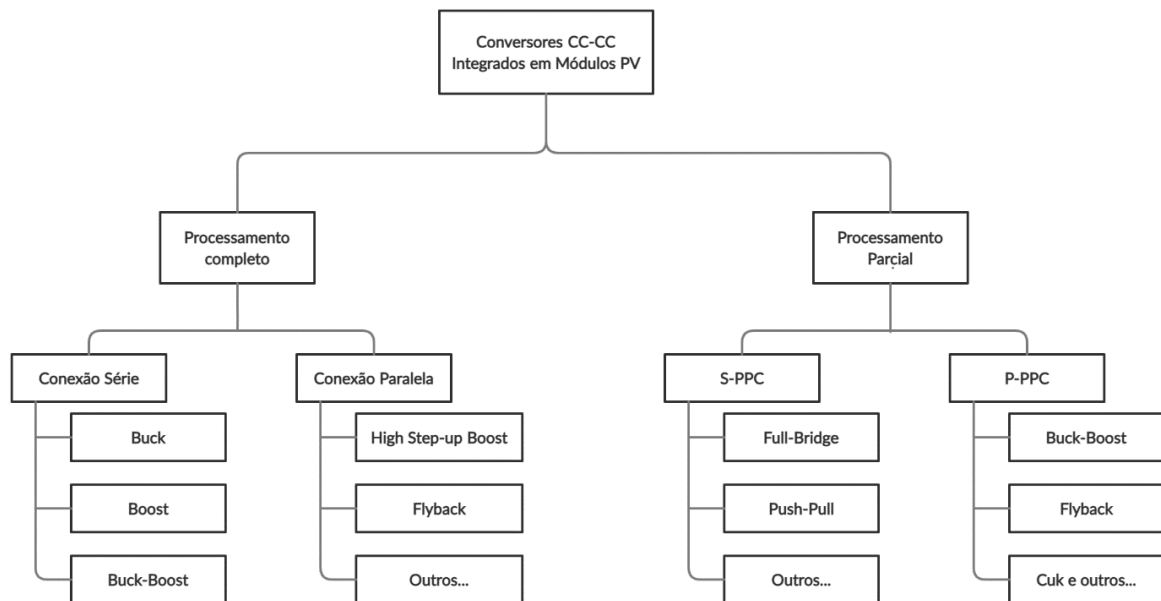 Conversores CC-CC
Integrados em Módulos PV
Processamento
completo
Processamento
Parcial
Conexão Série
Conexão Paralela
S-PPC
P-PPC
Buck
High Step-up Boost
Full-Bridge
Buck-Boost
Boost
Flyback
Push-Pull
Flyback
Buck-Boost
Outros...
Outros...
Cuk e outros...